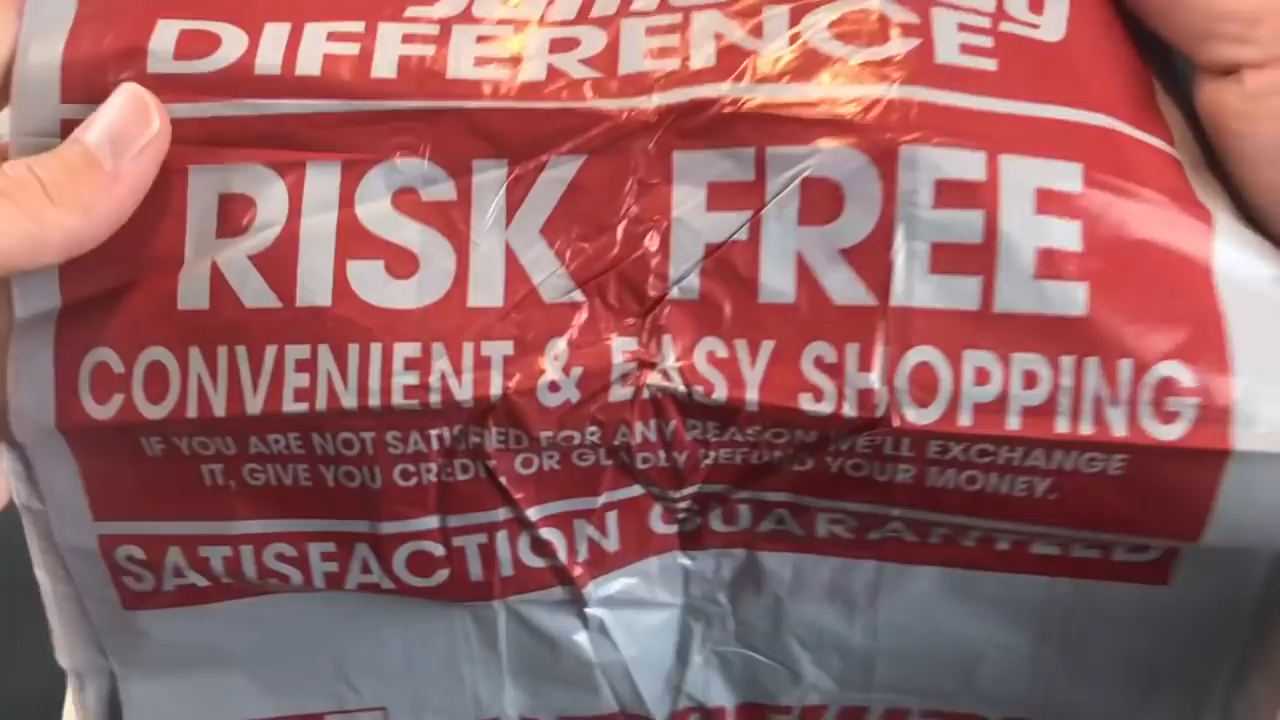 DIFFERENCE
RISK FREE
CONVENIENT & EASY SHOPPING
IF YOU ARE NOT SATISFIED FOR ANY REASON WE'LL EXCHANGE
IT, GIVE YOU CREDIT, OR GLADLY REFUND YOUR MONEY.
SATISFACTION GUARANTEED